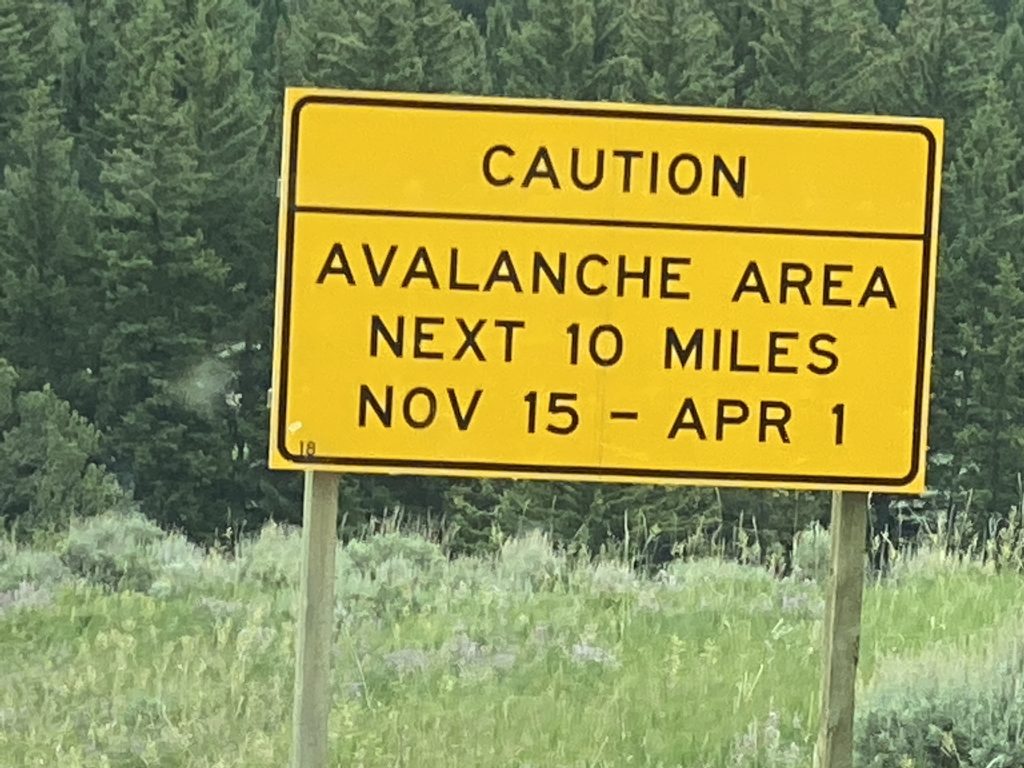 CAUTION
AVALANCHE AREA
NEXT 10 MILES
NOV 15 - APR 1
18